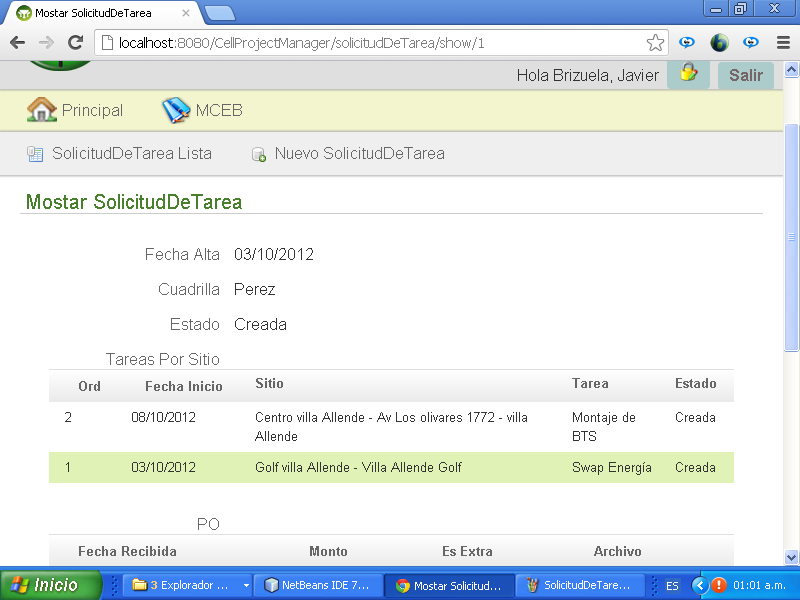 Mostar SolicitudDeTarea
localhost:8080/CellProjectManager/solicitudDeTarea/show/1
Hola Brizuela, Javier
Salir
Principal
MCEB
SolicitudDeTarea Lista
Nuevo SolicitudDeTarea
Mostar SolicitudDeTarea
Fecha Alta 03/10/2012
Cuadrilla Perez
Estado Creada
Tareas Por Sitio
Ord Fecha Inicio Sitio Tarea Estado
2 08/10/2012 Centro villa Allende - Av Los olivares 1772 - villa Montaje de Creada
Allende BTS
1 03/10/2012 Golf villa Allende - Villa Allende Golf Swap Energía Creada
PO
Fecha Recibida Monto Es Extra Archivo
Inicio 3 Explorador ... NetBeans IDE 7... Mostar Solicitud... SolicitudDeTare... ES 01:01 a.m.